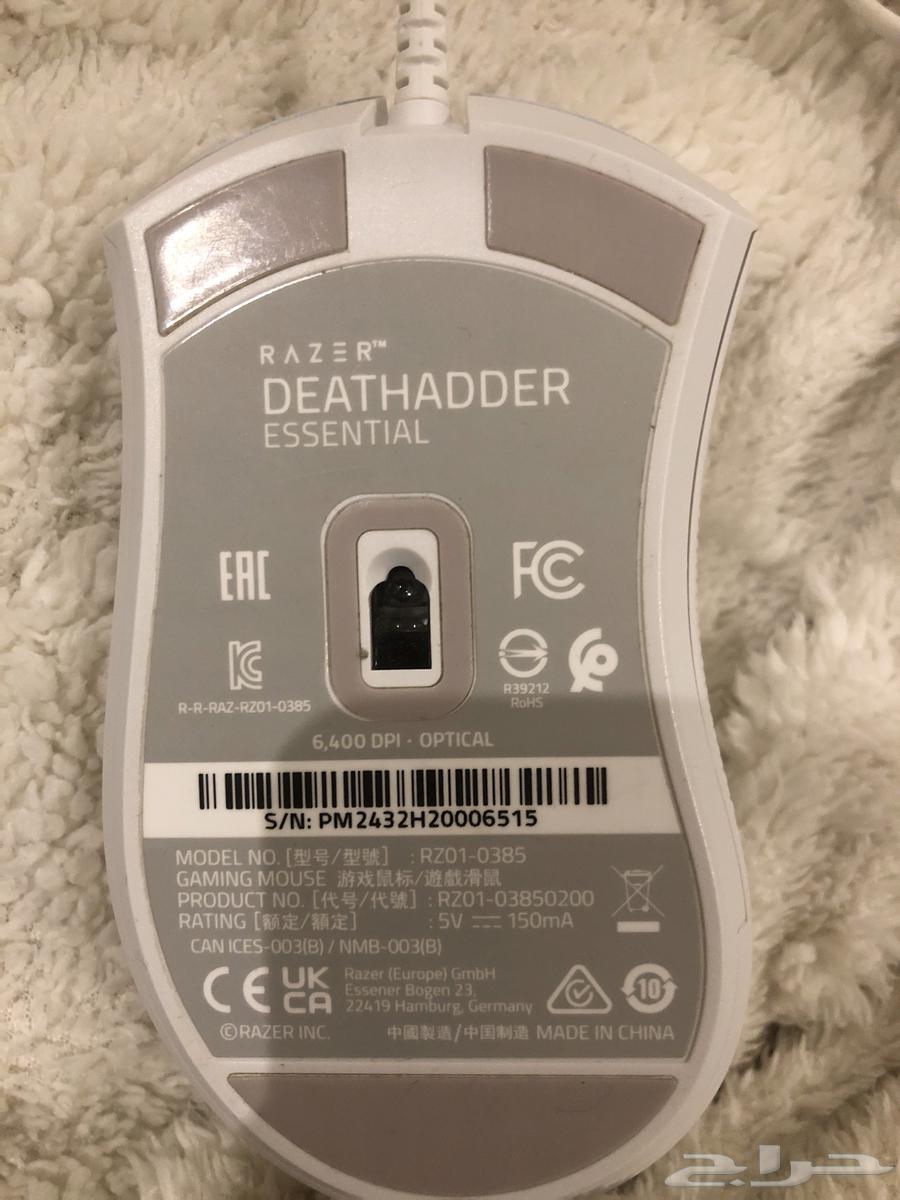 RAZER™
DEATHADDER
ESSENTIAL
EAC
FC
R-R-RAZ-RZ01-0385
R39212
RoHS
6,400 DPI · OPTICAL
S/N: PM2432H20006515
MODEL NO. [型号/型號] : RZ01-0385
GAMING MOUSE 游戏鼠标/遊戲滑鼠
PRODUCT NO. [代号/代號] : RZ01-03850200
RATING [额定/額定] : 5V ⎓ 150mA
CAN ICES-003(B) / NMB-003(B)
CE UK CA
Razer (Europe) GmbH
Essener Bogen 23,
22419 Hamburg, Germany
10
©RAZER INC. 中國製造/中国制造 MADE IN CHINA
حراج